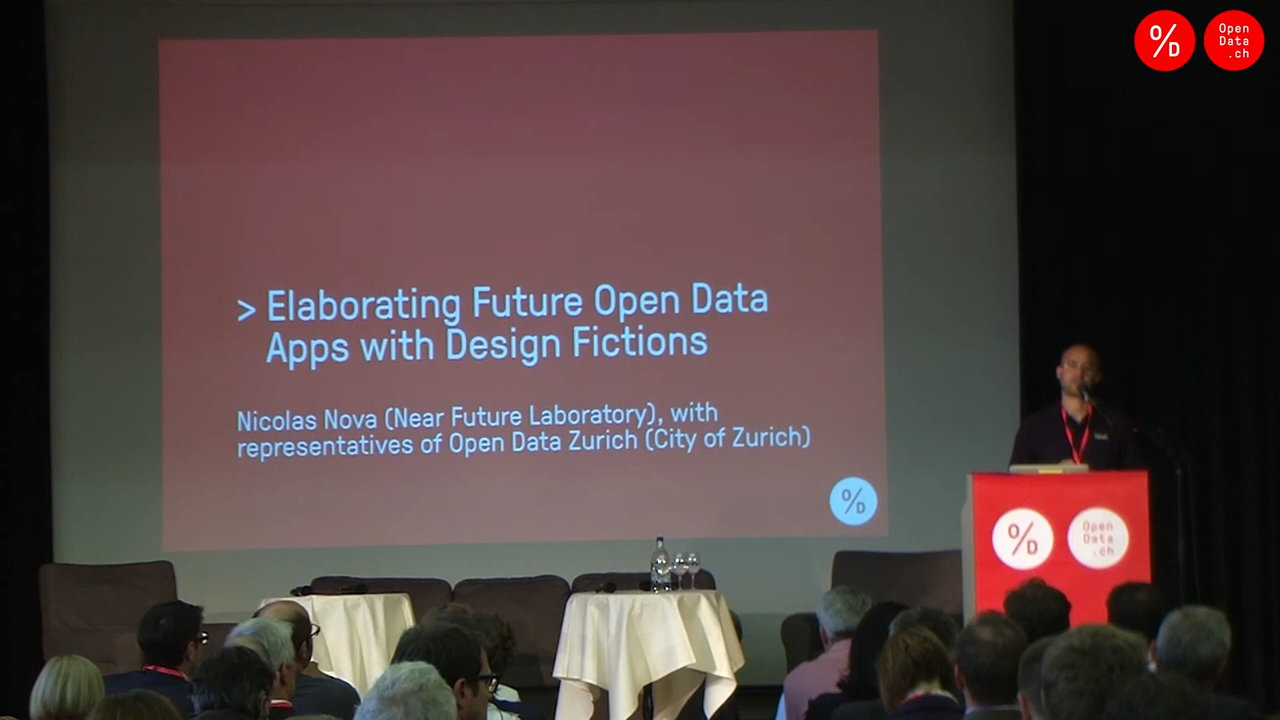 %D
Open
Data
.ch
> Elaborating Future Open Data
Apps with Design Fictions
Nicolas Nova (Near Future Laboratory), with
representatives of Open Data Zurich (City of Zurich)
%D
%D
Open
Data
.ch